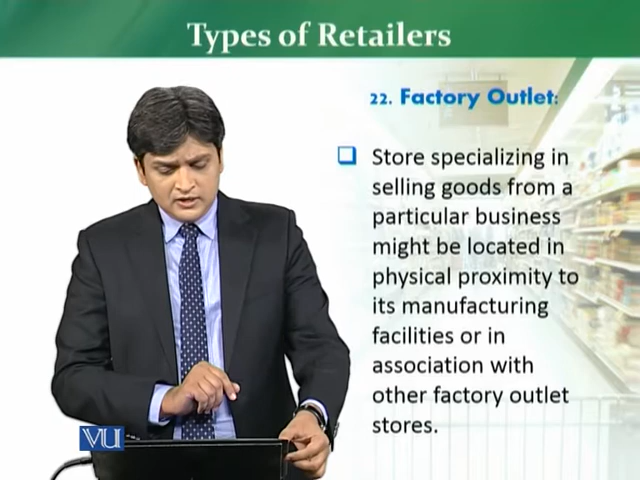 Types of Retailers
22. Factory Outlet:
Store specializing in
selling goods from a
particular business
might be located in
physical proximity to
its manufacturing
facilities or in
association with
other factory outlet
stores.
VU